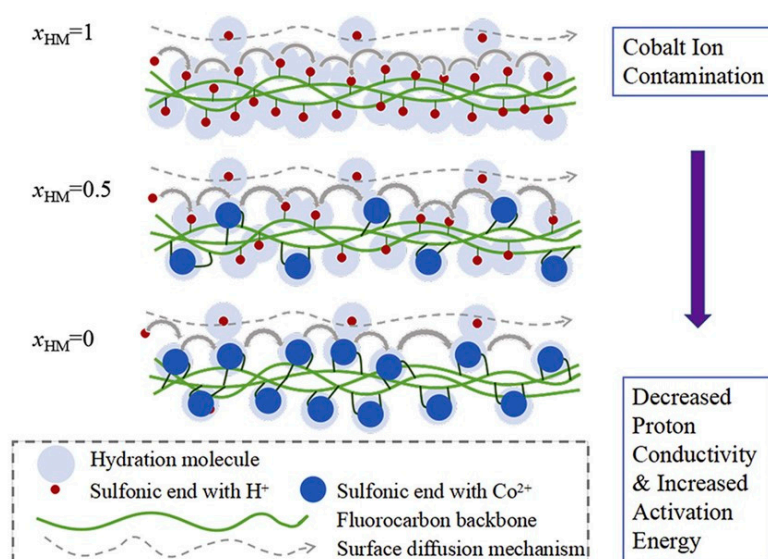 x_HM=1
Cobalt Ion
Contamination
x_HM=0.5
x_HM=0
Decreased
Proton
Conductivity
& Increased
Activation
Energy
Hydration molecule
Sulfonic end with H⁺
Sulfonic end with Co²⁺
Fluorocarbon backbone
Surface diffusion mechanism